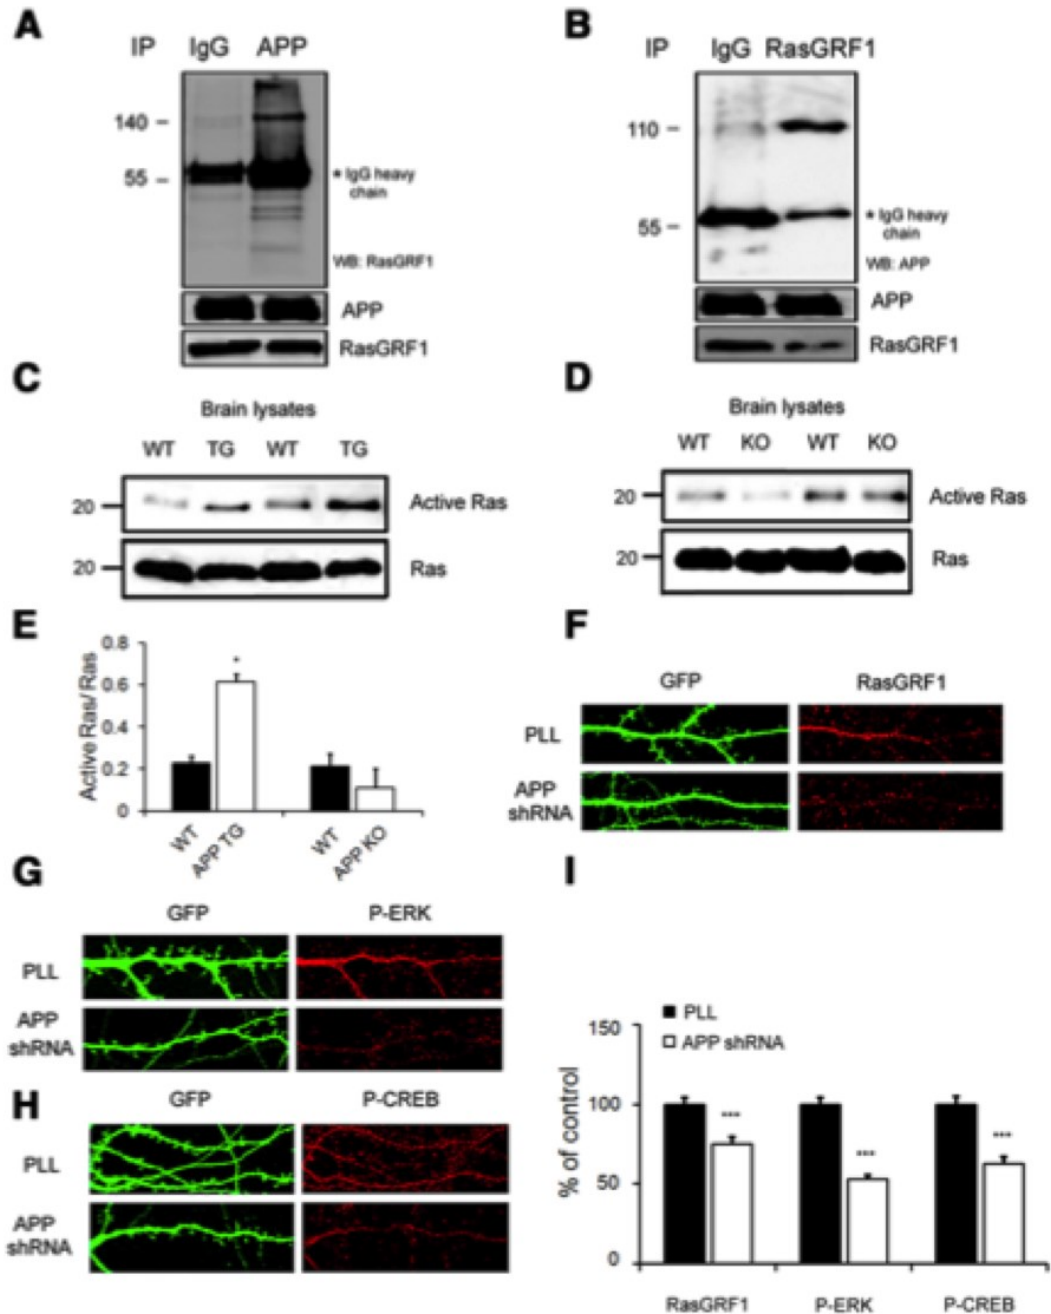 A
IP IgG APP
140 –
55 –
* IgG heavy
chain
WB: RasGRF1
APP
RasGRF1
B
IP IgG RasGRF1
110 –
55 –
* IgG heavy
chain
WB: APP
APP
RasGRF1
C
Brain lysates
WT TG WT TG
20 Active Ras
20 Ras
D
Brain lysates
WT KO WT KO
20 Active Ras
20 Ras
E
Active Ras/ Ras
0.8
0.6
0.4
0.2
0
*
WT
APP TG
WT
APP KO
F
GFP RasGRF1
PLL
APP
shRNA
G
GFP P-ERK
PLL
APP
shRNA
H
GFP P-CREB
PLL
APP
shRNA
I
PLL
APP shRNA
% of control
150
100
50
0
***
***
***
RasGRF1 P-ERK P-CREB